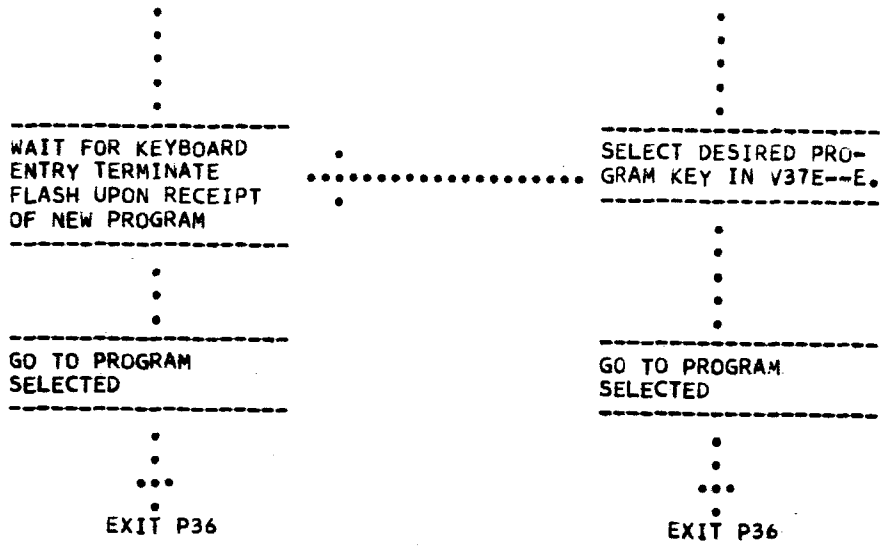 WAIT FOR KEYBOARD
ENTRY TERMINATE
FLASH UPON RECEIPT
OF NEW PROGRAM
SELECT DESIRED PRO-
GRAM KEY IN V37E--E.
GO TO PROGRAM
SELECTED
GO TO PROGRAM
SELECTED
EXIT P36
EXIT P36